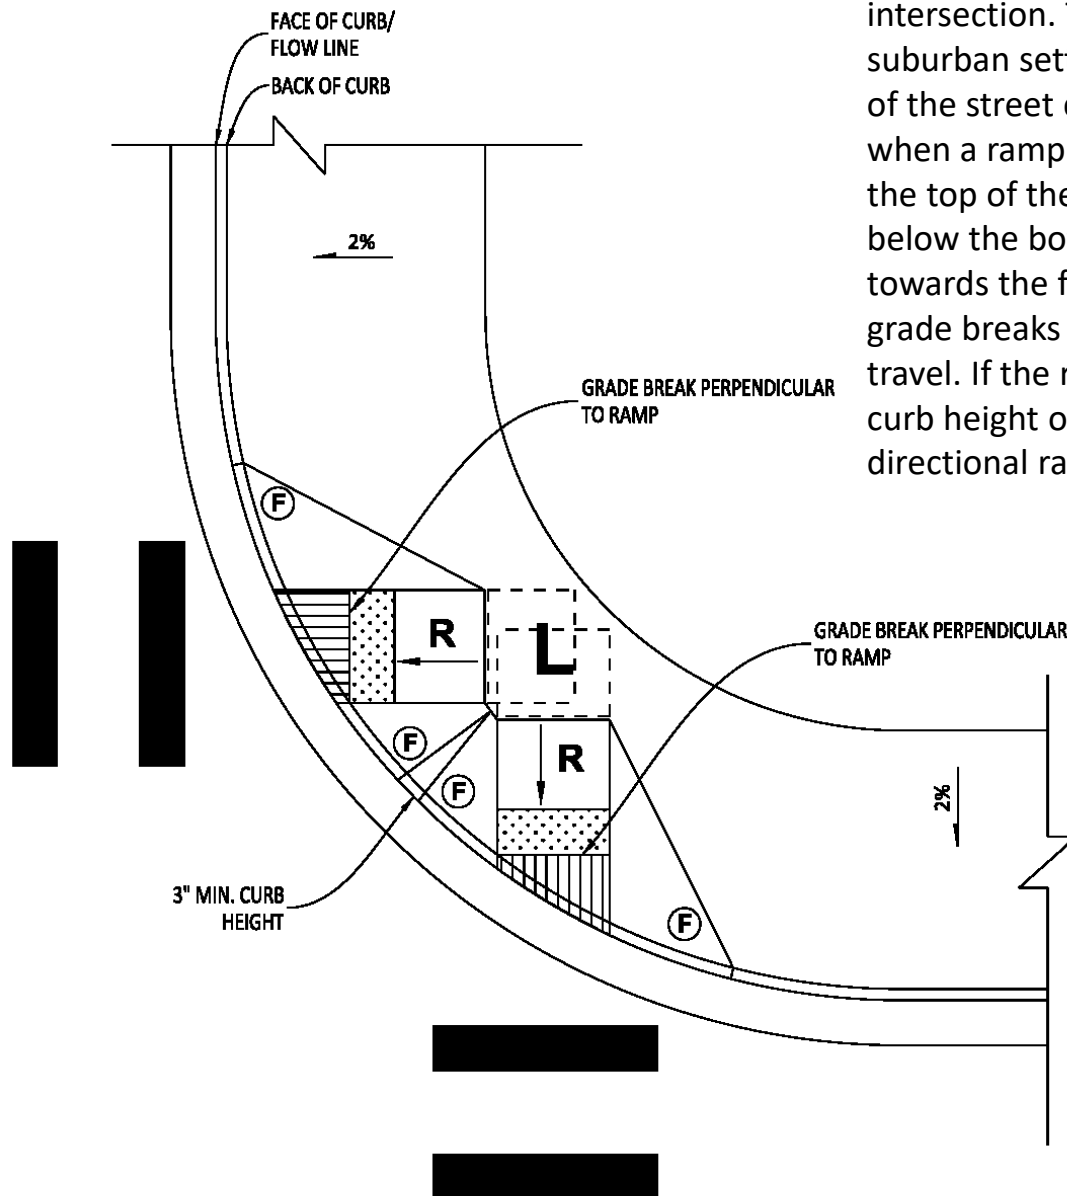 FACE OF CURB/
FLOW LINE
BACK OF CURB
intersection. T
suburban sett
of the street
when a ramp
the top of the
below the bo
towards the f
grade breaks
travel. If the r
curb height o
directional ra
2%
GRADE BREAK PERPENDICULAR
TO RAMP
F
R
L
GRADE BREAK PERPENDICULAR
TO RAMP
F
F
R
2%
3" MIN. CURB
HEIGHT
F